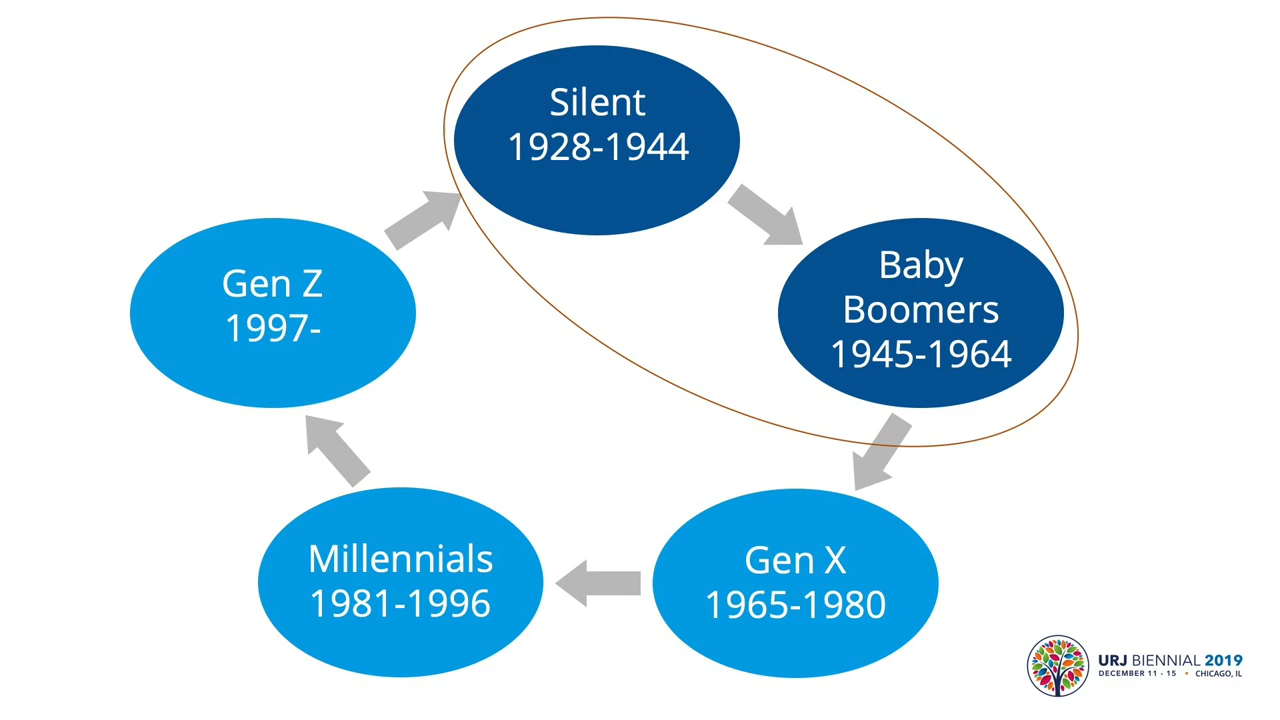 Silent
1928-1944
Baby
Boomers
1945-1964
Gen X
1965-1980
Millennials
1981-1996
Gen Z
1997-
URJ BIENNIAL 2019
DECEMBER 11 - 15 • CHICAGO, IL